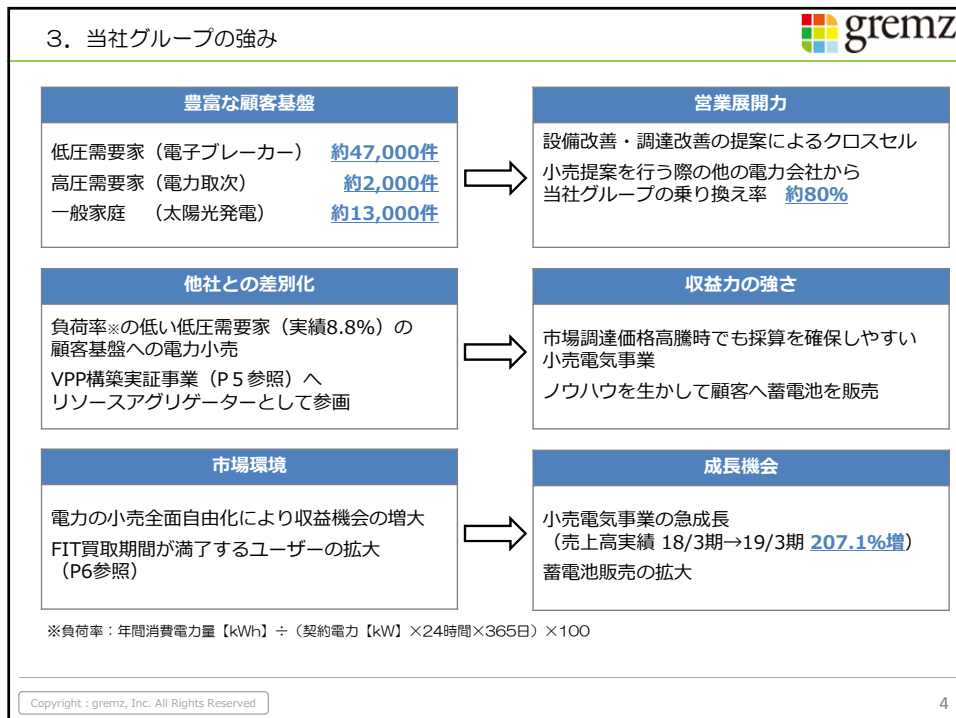 3．当社グループの強み
gremz
豊富な顧客基盤
低圧需要家（電子ブレーカー） 約47,000件
高圧需要家（電力取次） 約2,000件
一般家庭 （太陽光発電） 約13,000件
営業展開力
設備改善・調達改善の提案によるクロスセル
小売提案を行う際の他の電力会社から
当社グループの乗り換え率 約80%
他社との差別化
負荷率※の低い低圧需要家（実績8.8%）の
顧客基盤への電力小売
VPP構築実証事業（P５参照）へ
リソースアグリゲーターとして参画
収益力の強さ
市場調達価格高騰時でも採算を確保しやすい
小売電気事業
ノウハウを生かして顧客へ蓄電池を販売
市場環境
電力の小売全面自由化により収益機会の増大
FIT買取期間が満了するユーザーの拡大
（P6参照）
成長機会
小売電気事業の急成長
（売上高実績 18/3期→19/3期 207.1%増）
蓄電池販売の拡大
※負荷率：年間消費電力量【kWh】÷（契約電力【kW】×24時間×365日）×100
Copyright : gremz, Inc. All Rights Reserved
4